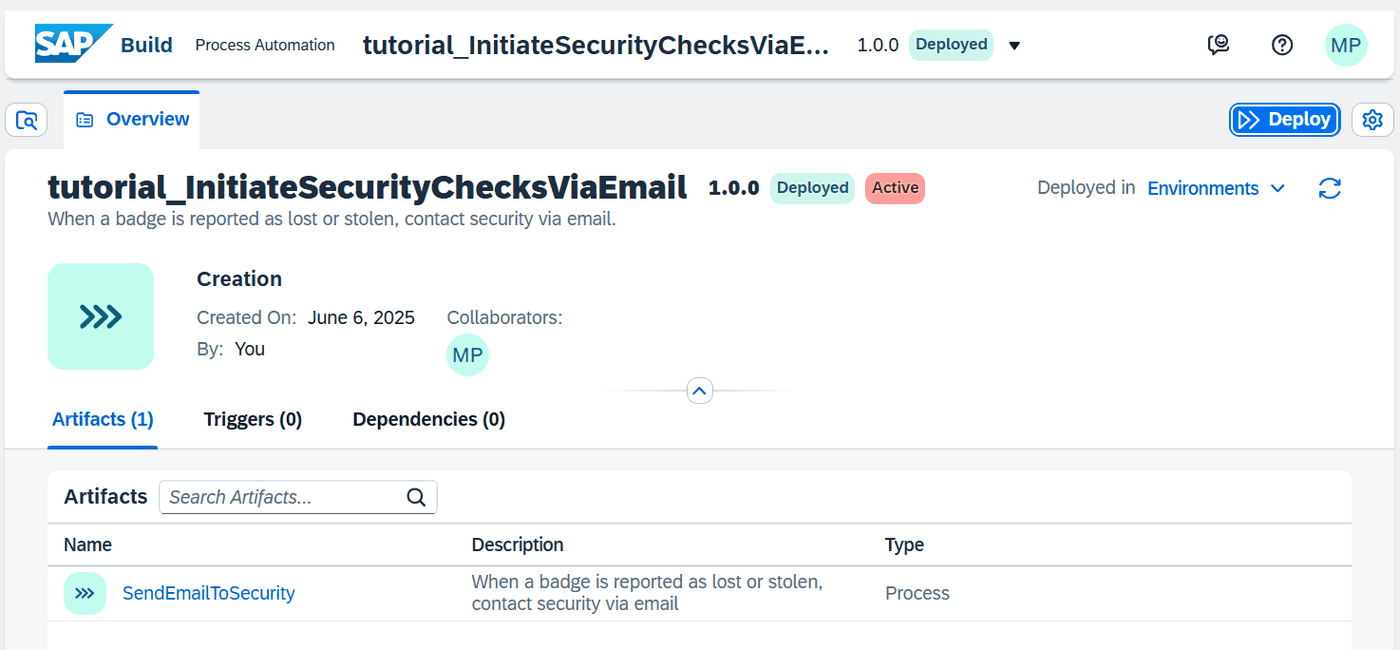 SAP Build Process Automation tutorial_InitiateSecurityChecksViaE... 1.0.0 Deployed MP
Overview Deploy
tutorial_InitiateSecurityChecksViaEmail 1.0.0 Deployed Active Deployed in Environments
When a badge is reported as lost or stolen, contact security via email.
Creation
Created On: June 6, 2025 Collaborators:
By: You MP
Artifacts (1) Triggers (0) Dependencies (0)
Artifacts Search Artifacts...
Name Description Type
SendEmailToSecurity When a badge is reported as lost or stolen, Process
contact security via email